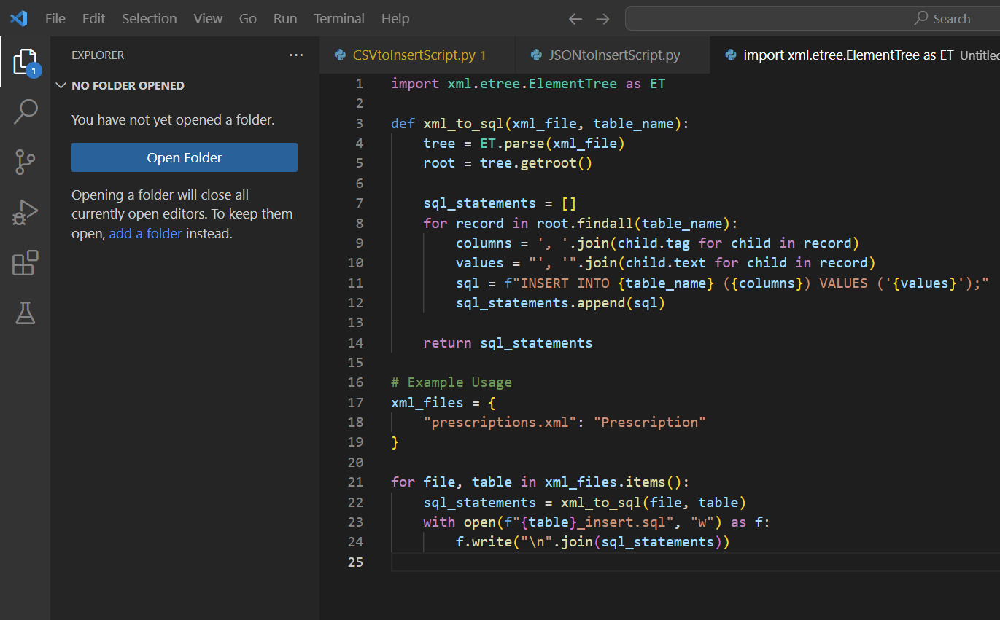 File Edit Selection View Go Run Terminal Help
Search
1
EXPLORER
NO FOLDER OPENED
You have not yet opened a folder.
Open Folder
Opening a folder will close all
currently open editors. To keep them
open, add a folder instead.
CSVtoInsertScript.py 1
JSONtoInsertScript.py
import xml.etree.ElementTree as ET Untitled
1 import xml.etree.ElementTree as ET
2
3 def xml_to_sql(xml_file, table_name):
4     tree = ET.parse(xml_file)
5     root = tree.getroot()
6
7     sql_statements = []
8     for record in root.findall(table_name):
9         columns = ', '.join(child.tag for child in record)
10         values = "', '".join(child.text for child in record)
11         sql = f"INSERT INTO {table_name} ({columns}) VALUES ('{values}');"
12         sql_statements.append(sql)
13
14     return sql_statements
15
16 # Example Usage
17 xml_files = {
18     "prescriptions.xml": "Prescription"
19 }
20
21 for file, table in xml_files.items():
22     sql_statements = xml_to_sql(file, table)
23     with open(f"{table}_insert.sql", "w") as f:
24         f.write("\n".join(sql_statements))
25